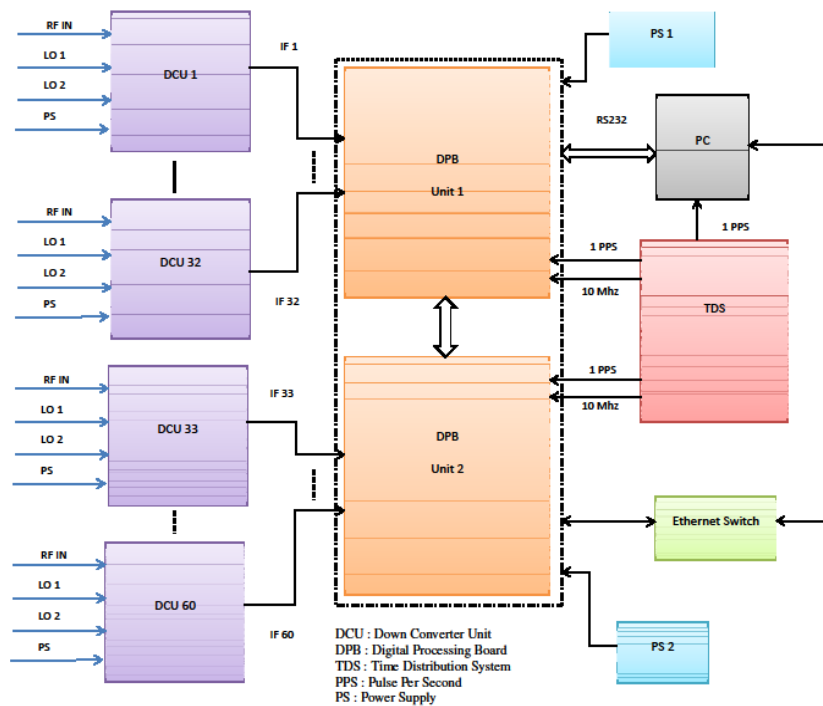 RF IN
LO 1
LO 2
PS
DCU 1
IF 1
RF IN
LO 1
LO 2
PS
DCU 32
IF 32
RF IN
LO 1
LO 2
PS
DCU 33
IF 33
RF IN
LO 1
LO 2
PS
DCU 60
IF 60
DPB
Unit 1
DPB
Unit 2
PS 1
RS232
PC
1 PPS
1 PPS
10 Mhz
TDS
1 PPS
10 Mhz
Ethernet Switch
PS 2
DCU : Down Converter Unit
DPB : Digital Processing Board
TDS : Time Distribution System
PPS : Pulse Per Second
PS : Power Supply